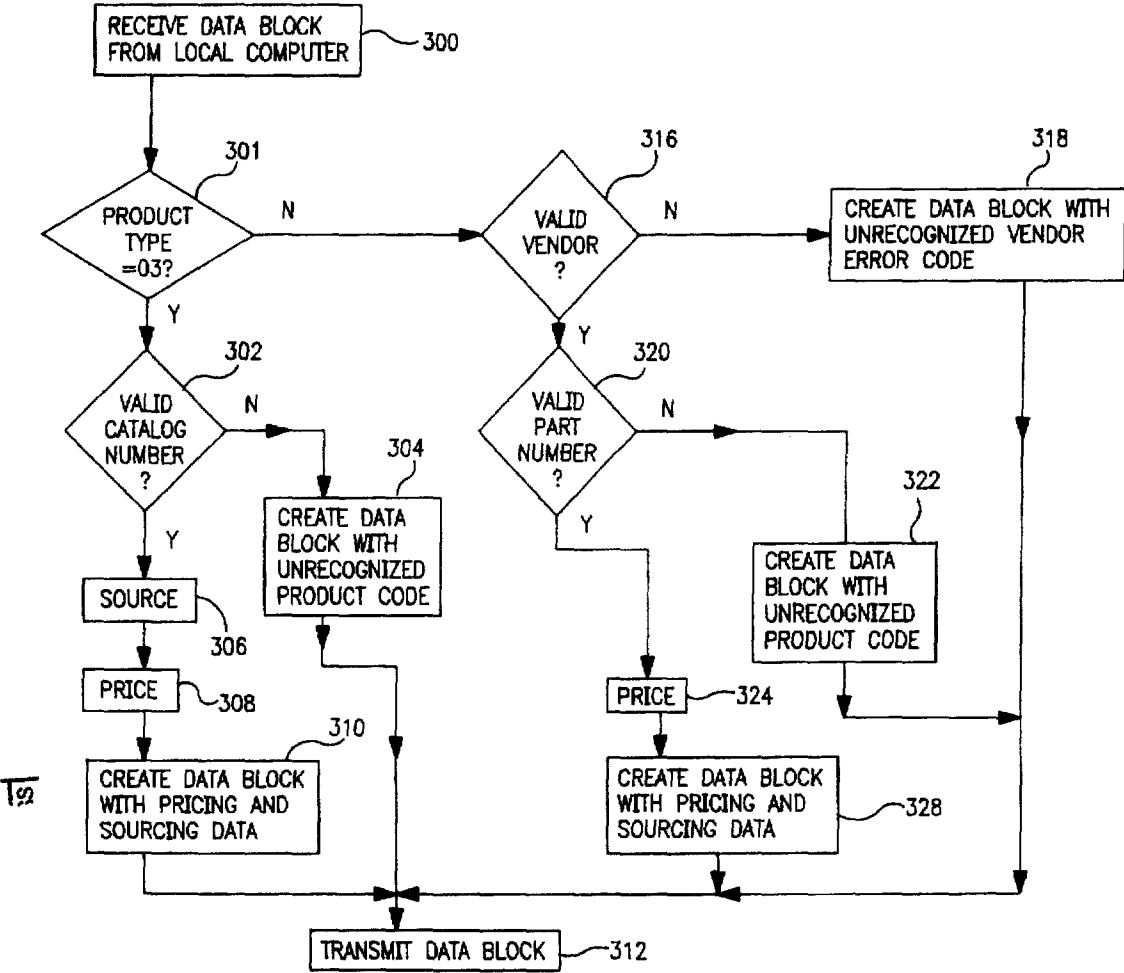 RECEIVE DATA BLOCK
FROM LOCAL COMPUTER
300
301
PRODUCT
TYPE
=03?
N
Y
316
VALID
VENDOR
?
N
Y
318
CREATE DATA BLOCK WITH
UNRECOGNIZED VENDOR
ERROR CODE
302
VALID
CATALOG
NUMBER
?
N
Y
304
CREATE DATA
BLOCK WITH
UNRECOGNIZED
PRODUCT CODE
320
VALID
PART
NUMBER
?
N
Y
322
CREATE DATA
BLOCK WITH
UNRECOGNIZED
PRODUCT CODE
SOURCE
306
PRICE
308
PRICE
324
310
CREATE DATA BLOCK
WITH PRICING AND
SOURCING DATA
CREATE DATA BLOCK
WITH PRICING AND
SOURCING DATA
328
TRANSMIT DATA BLOCK
312